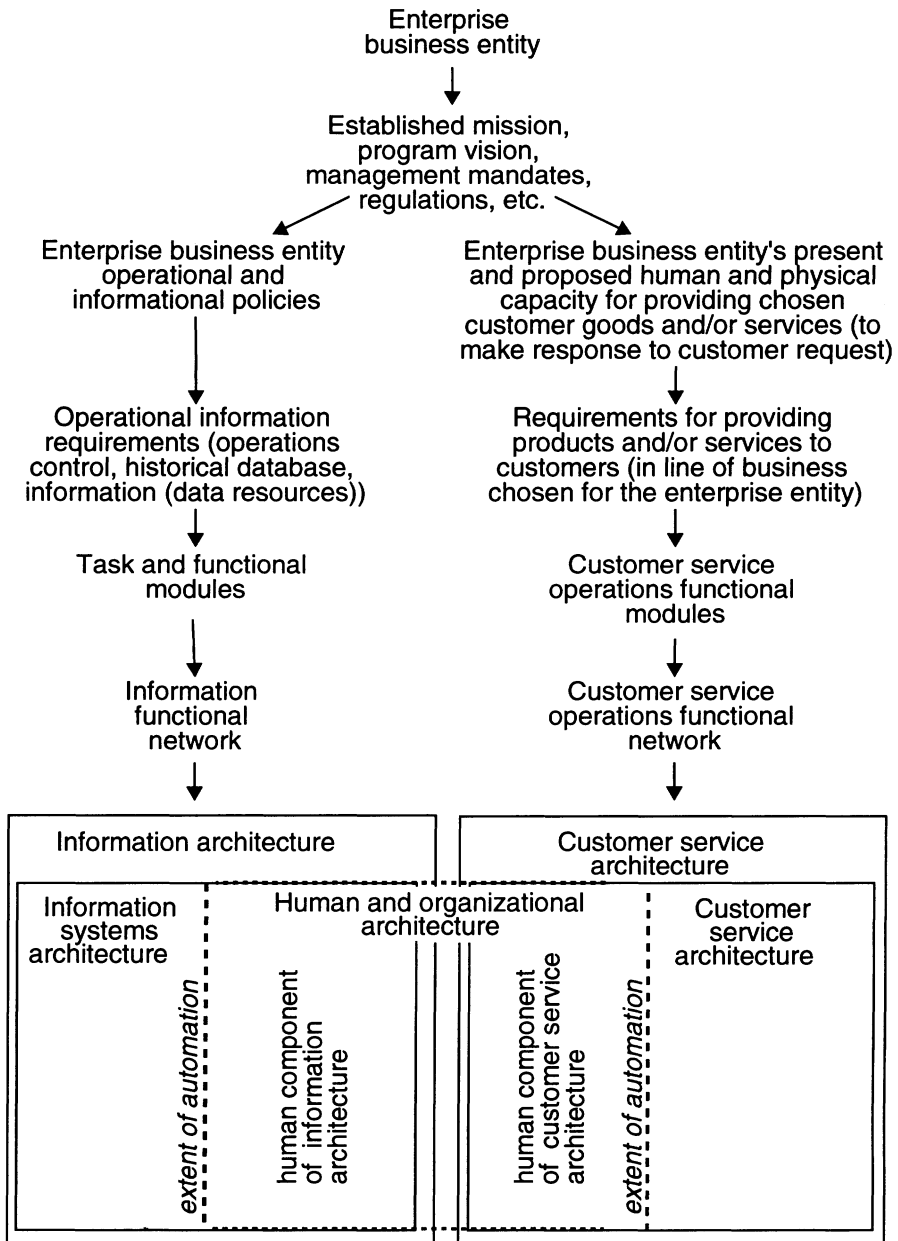 Enterprise
business entity
Established mission,
program vision,
management mandates,
regulations, etc.
Enterprise business entity
operational and
informational policies
Enterprise business entity's present
and proposed human and physical
capacity for providing chosen
customer goods and/or services (to
make response to customer request)
Operational information
requirements (operations
control, historical database,
information (data resources))
Requirements for providing
products and/or services to
customers (in line of business
chosen for the enterprise entity)
Task and functional
modules
Customer service
operations functional
modules
Information
functional
network
Customer service
operations functional
network
Information architecture
Customer service
architecture
Information
systems
architecture
Human and organizational
architecture
Customer
service
architecture
extent of automation
human component
of information
architecture
human component
of customer service
architecture
extent of automation